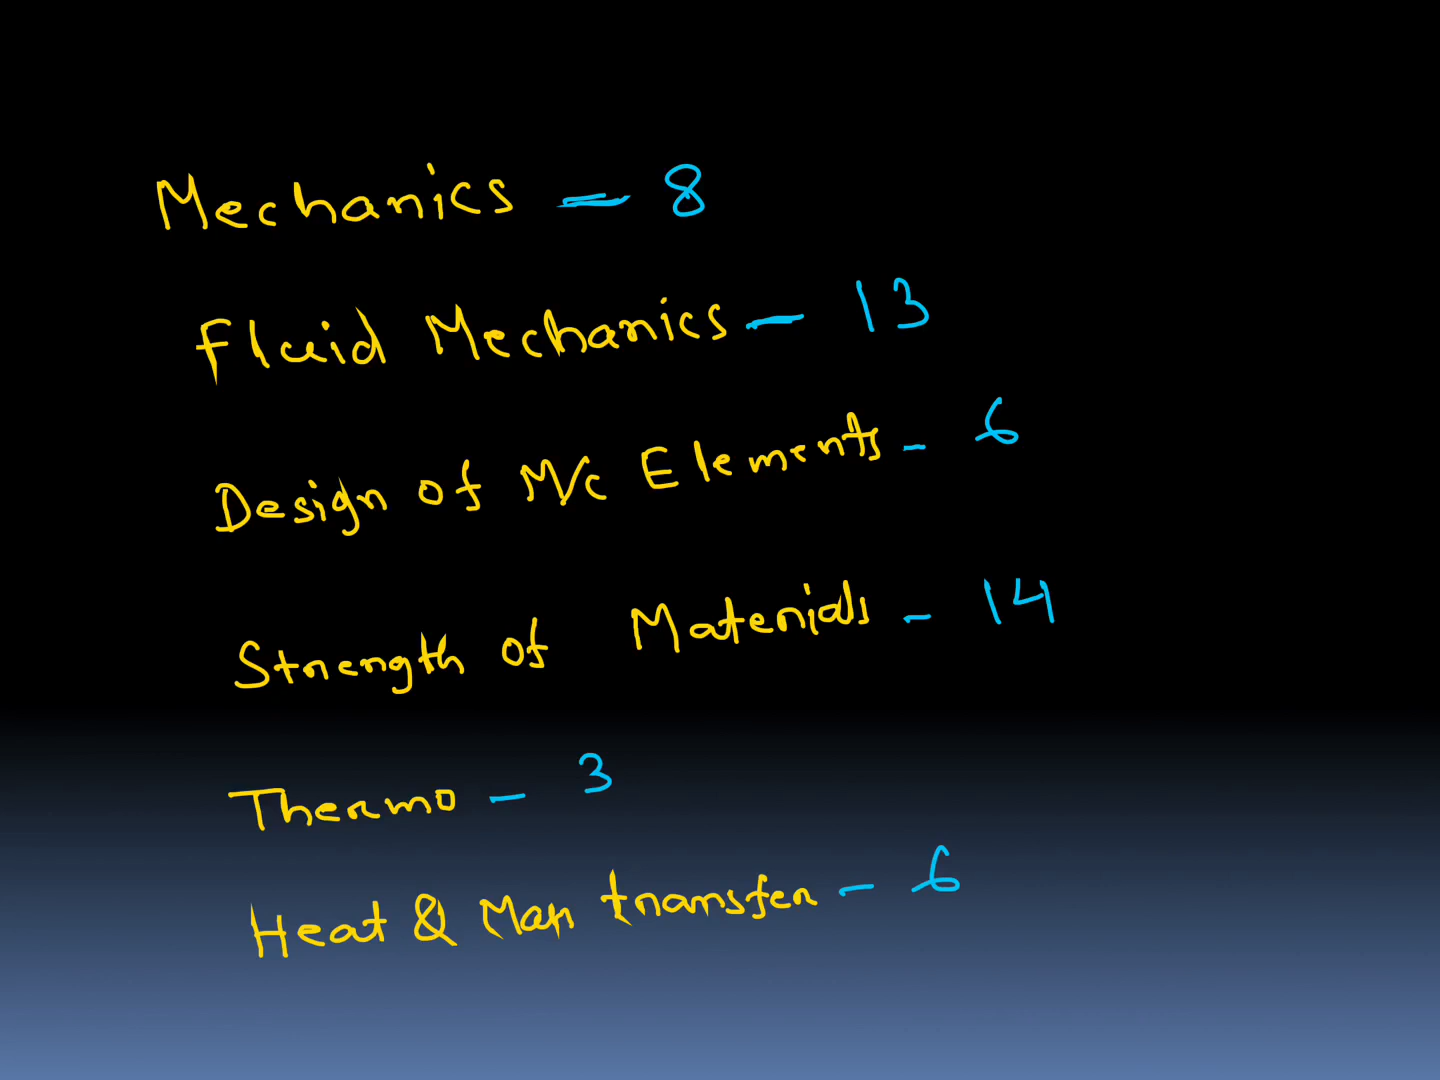 Mechanics - 8
Fluid Mechanics - 13
Design of M/c Elements - 6
Strength of Materials - 14
Thermo - 3
Heat & Mass transfer - 6